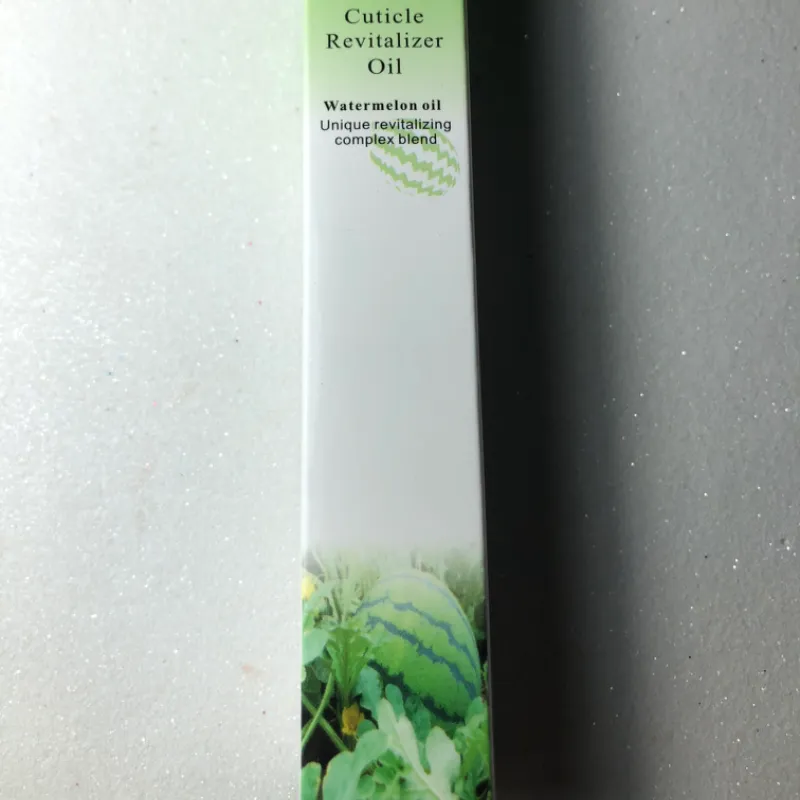 Cuticle
Revitalizer
Oil
Watermelon oil
Unique revitalizing
complex blend